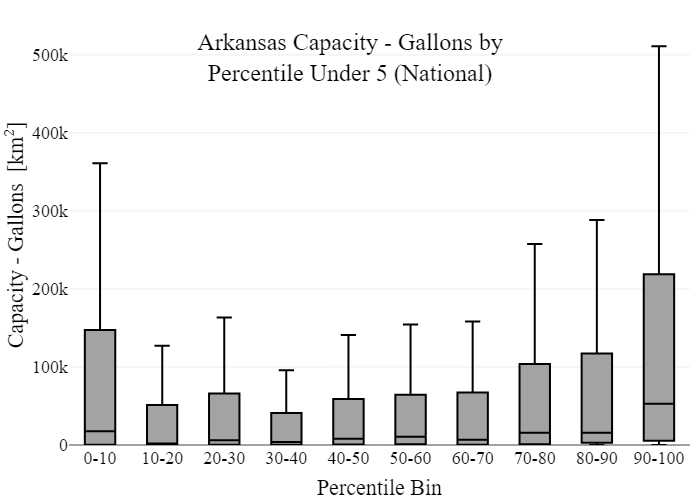 Arkansas Capacity - Gallons by
Percentile Under 5 (National)
Capacity - Gallons [km²]
500k
400k
300k
200k
100k
0
0-10 10-20 20-30 30-40 40-50 50-60 60-70 70-80 80-90 90-100
Percentile Bin